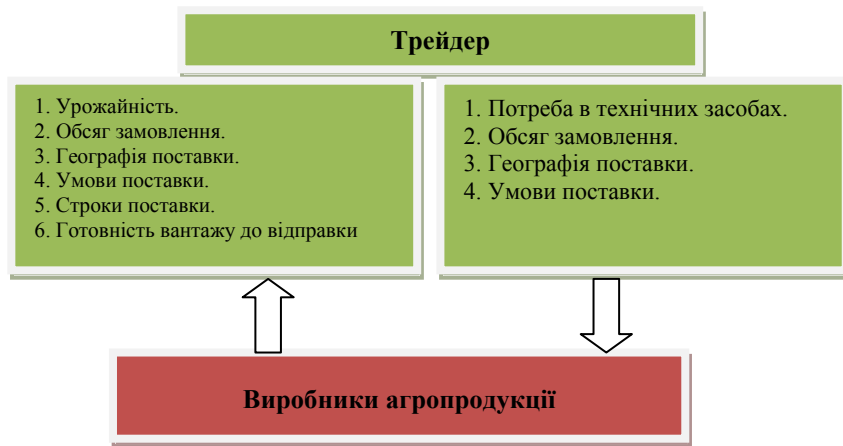 Трейдер
1. Урожайність.
2. Обсяг замовлення.
3. Географія поставки.
4. Умови поставки.
5. Строки поставки.
6. Готовність вантажу до відправки
1. Потреба в технічних засобах.
2. Обсяг замовлення.
3. Географія поставки.
4. Умови поставки.
Виробники агропродукції